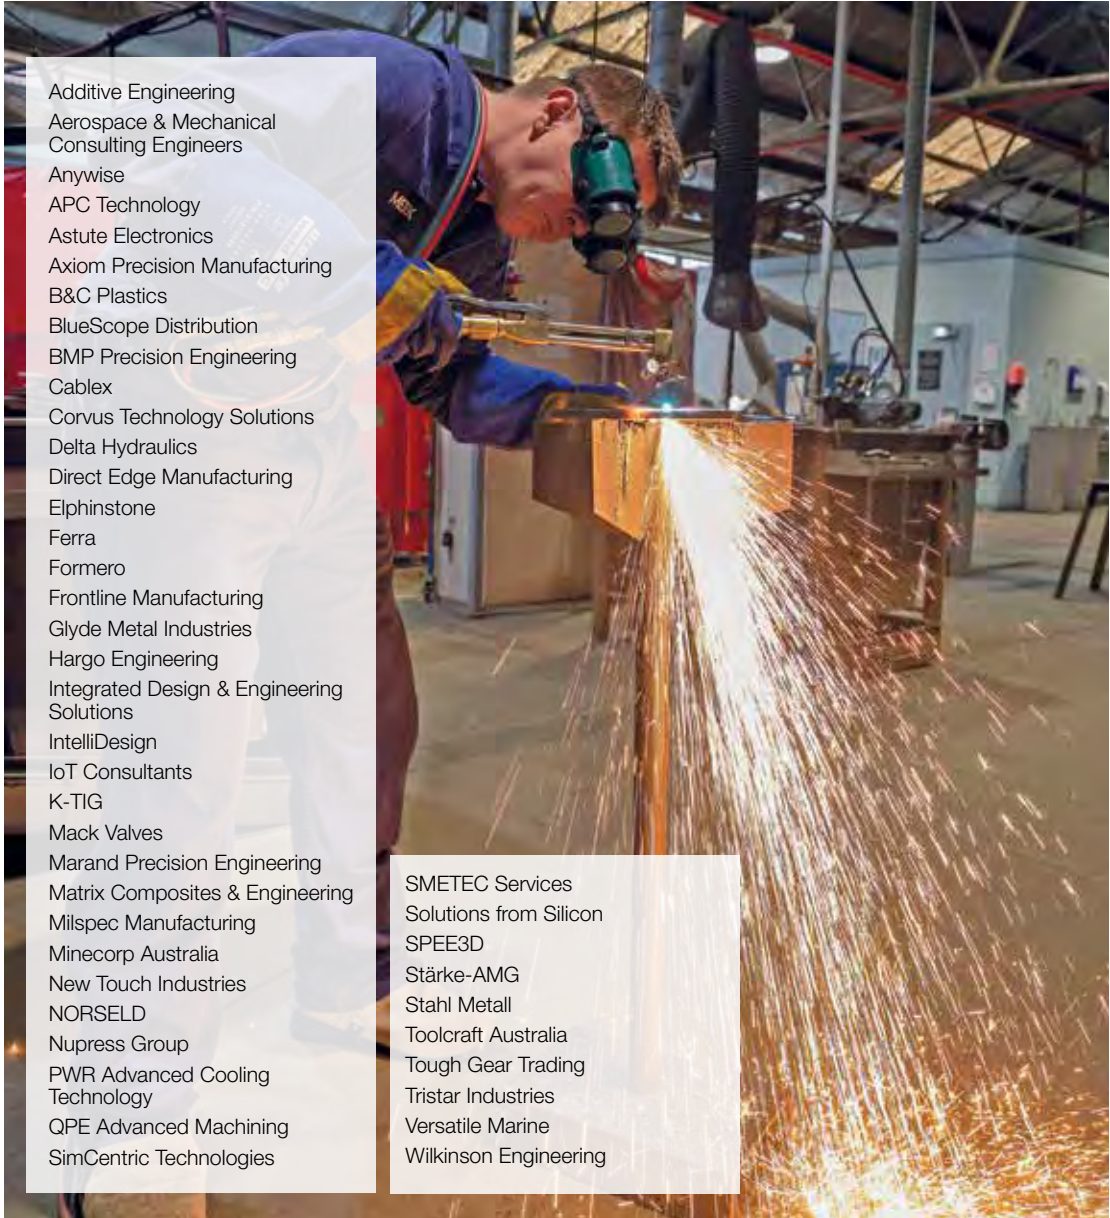 Additive Engineering
Aerospace & Mechanical
Consulting Engineers
Anywise
APC Technology
Astute Electronics
Axiom Precision Manufacturing
B&C Plastics
BlueScope Distribution
BMP Precision Engineering
Cablex
Corvus Technology Solutions
Delta Hydraulics
Direct Edge Manufacturing
Elphinstone
Ferra
Formero
Frontline Manufacturing
Glyde Metal Industries
Hargo Engineering
Integrated Design & Engineering
Solutions
IntelliDesign
IoT Consultants
K-TIG
Mack Valves
Marand Precision Engineering
Matrix Composites & Engineering
Milspec Manufacturing
Minecorp Australia
New Touch Industries
NORSELD
Nupress Group
PWR Advanced Cooling
Technology
QPE Advanced Machining
SimCentric Technologies
SMETEC Services
Solutions from Silicon
SPEE3D
Stärke-AMG
Stahl Metall
Toolcraft Australia
Tough Gear Trading
Tristar Industries
Versatile Marine
Wilkinson Engineering